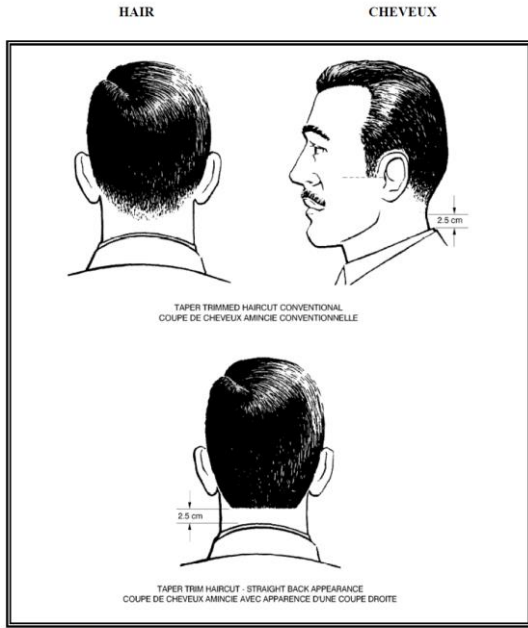 HAIR
CHEVEUX
2.5 cm
TAPER TRIMMED HAIRCUT CONVENTIONAL
COUPE DE CHEVEUX AMINCIE CONVENTIONNELLE
2.5 cm
TAPER TRIM HAIRCUT - STRAIGHT BACK APPEARANCE
COUPE DE CHEVEUX AMINCIE AVEC APPARENCE D'UNE COUPE DROITE